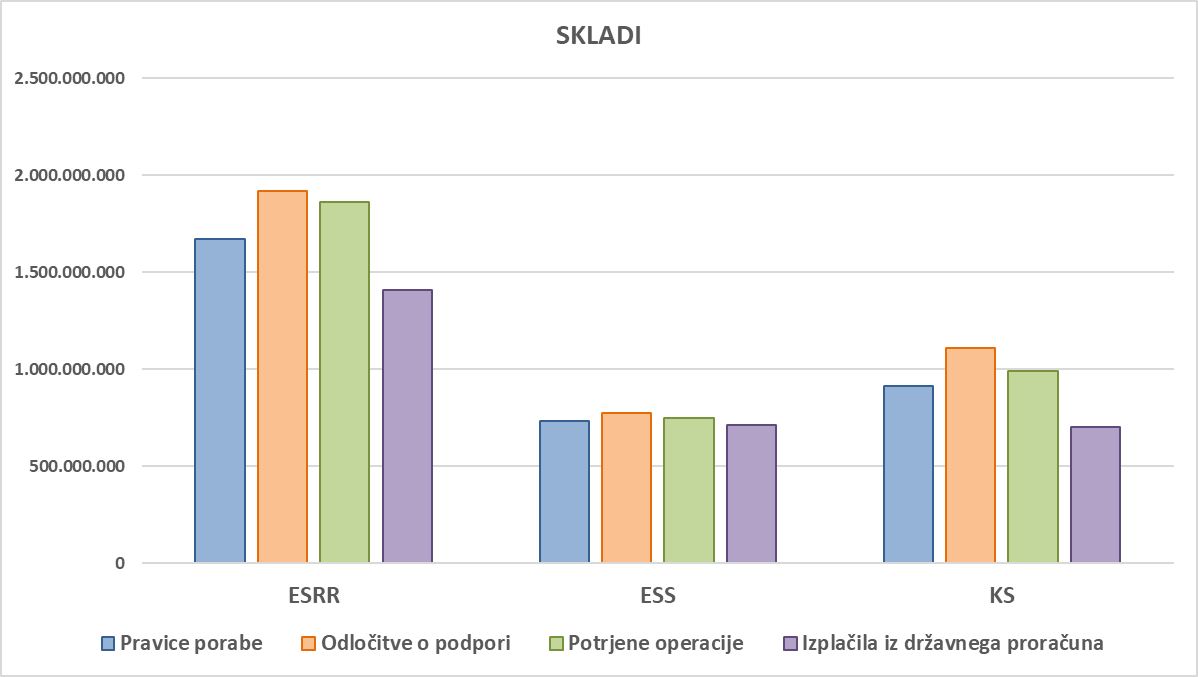 SKLADI
2.500.000.000
2.000.000.000
1.500.000.000
1.000.000.000
500.000.000
0
ESRR ESS KS
Pravice porabe Odločitve o podpori Potrjene operacije Izplačila iz državnega proračuna